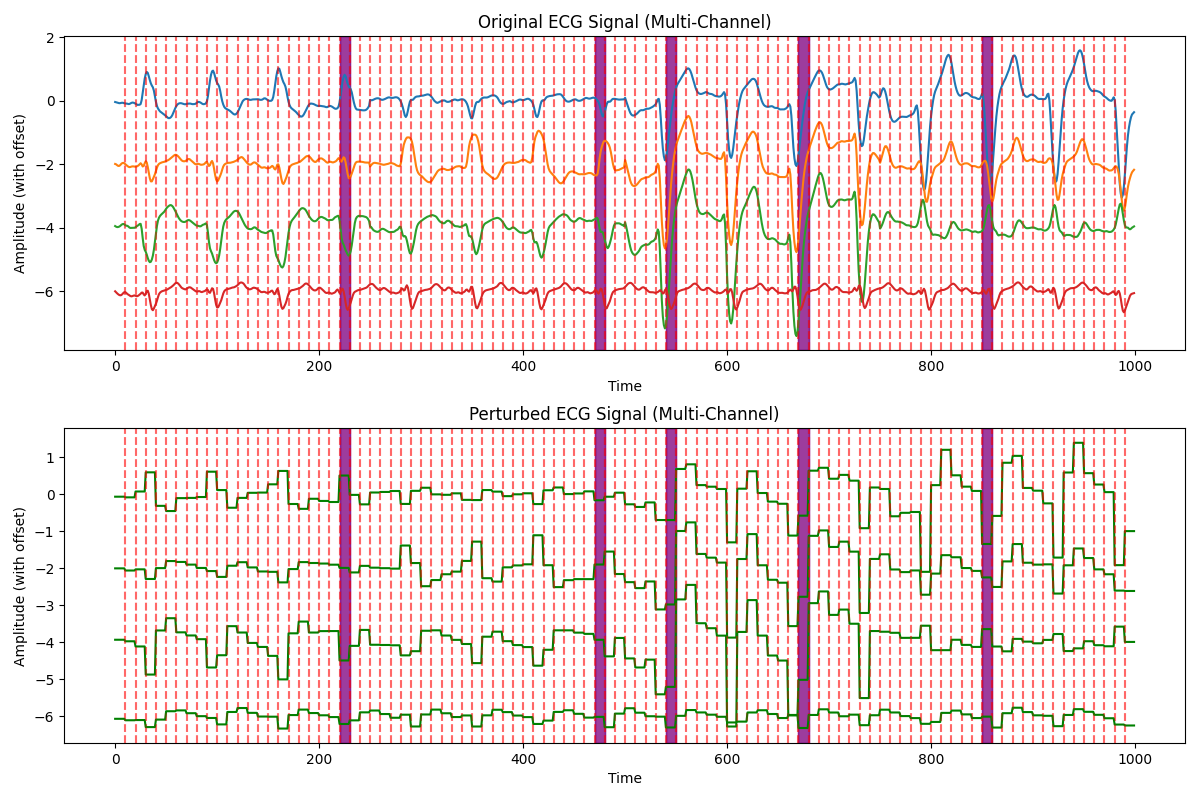 Original ECG Signal (Multi-Channel)
2
0
−2
−4
−6
Amplitude (with offset)
0 200 400 600 800 1000
Time
Perturbed ECG Signal (Multi-Channel)
1
0
−1
−2
−3
−4
−5
−6
Amplitude (with offset)
0 200 400 600 800 1000
Time